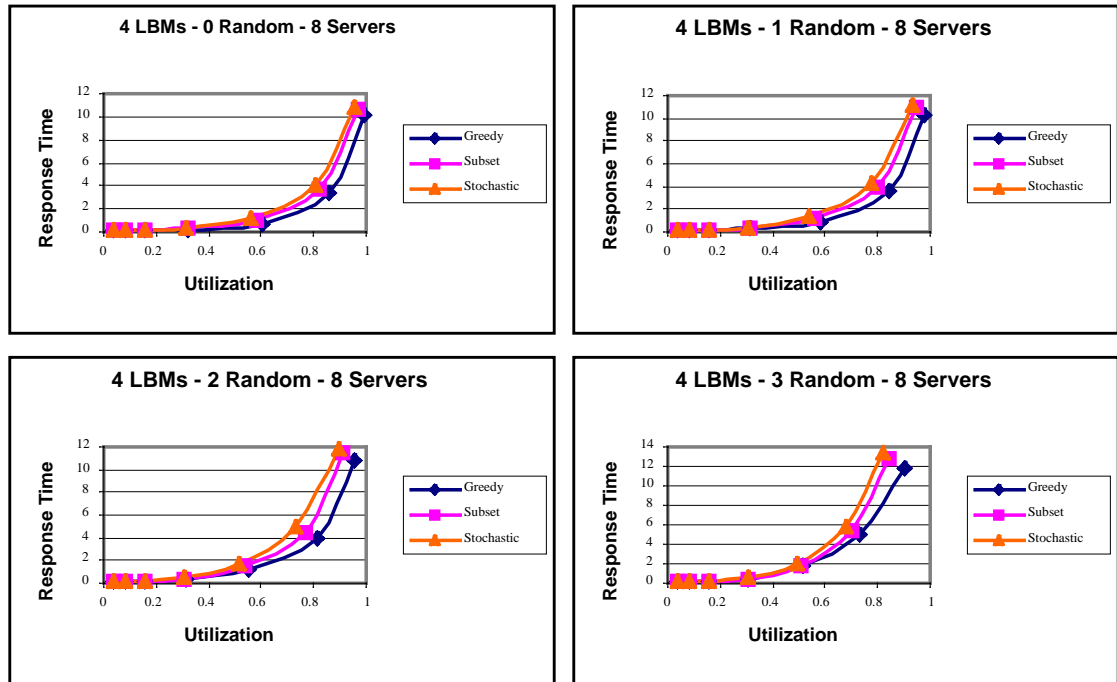 4 LBMs - 0 Random - 8 Servers
12
10
8
6
4
2
0
0 0.2 0.4 0.6 0.8 1
Response Time
Utilization
Greedy
Subset
Stochastic
4 LBMs - 1 Random - 8 Servers
12
10
8
6
4
2
0
0 0.2 0.4 0.6 0.8 1
Response Time
Utilization
Greedy
Subset
Stochastic
4 LBMs - 2 Random - 8 Servers
12
10
8
6
4
2
0
0 0.2 0.4 0.6 0.8 1
Response Time
Utilization
Greedy
Subset
Stochastic
4 LBMs - 3 Random - 8 Servers
14
12
10
8
6
4
2
0
0 0.2 0.4 0.6 0.8 1
Response Time
Utilization
Greedy
Subset
Stochastic